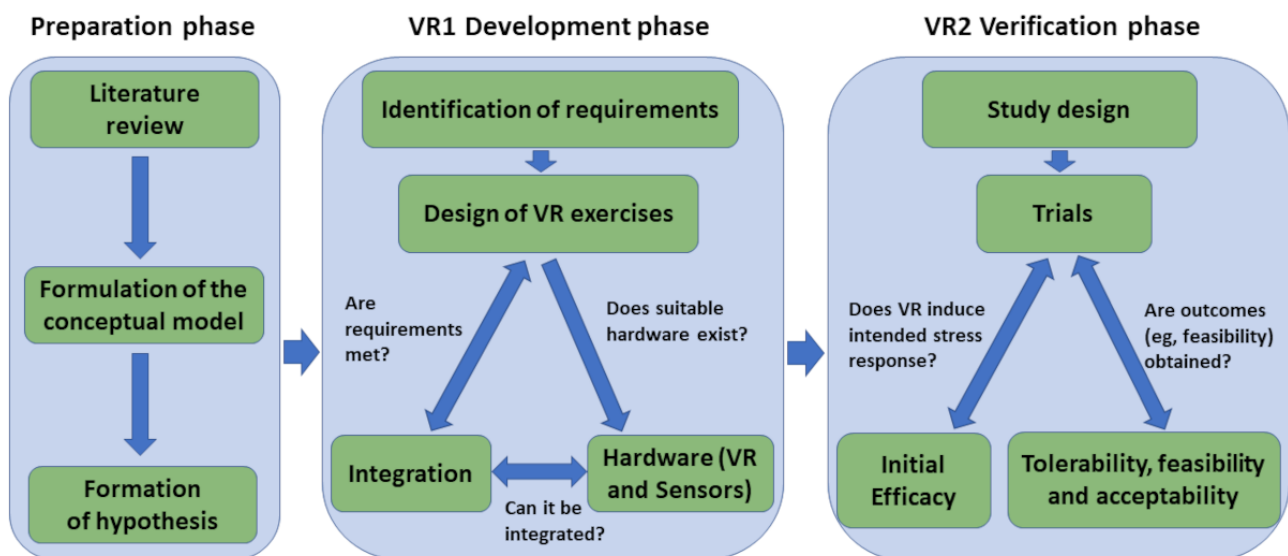 Preparation phase
Literature
review
Formulation of the
conceptual model
Formation
of hypothesis
VR1 Development phase
Identification of requirements
Design of VR exercises
Are
requirements
met?
Does suitable
hardware exist?
Integration
Hardware (VR
and Sensors)
Can it be
integrated?
VR2 Verification phase
Study design
Trials
Does VR induce
intended stress
response?
Are outcomes
(eg, feasibility)
obtained?
Initial
Efficacy
Tolerability, feasibility
and acceptability